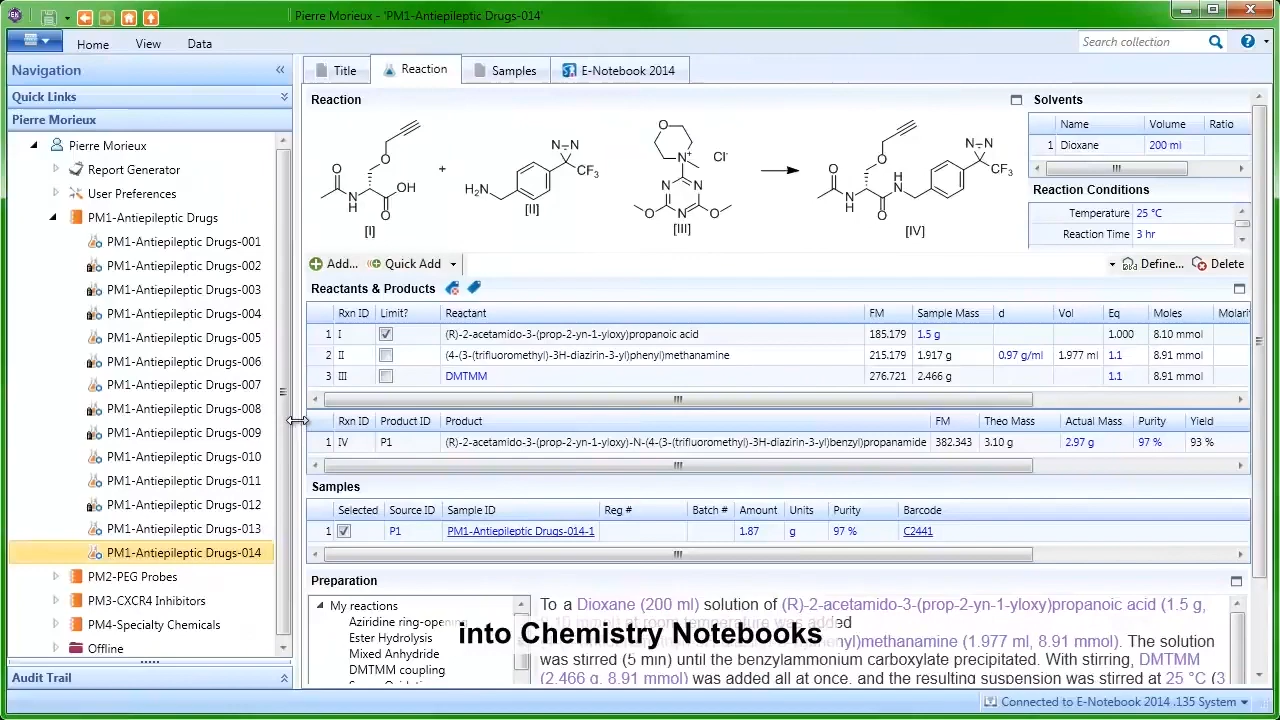 Pierre Morieux - 'PM1-Antiepileptic Drugs-014'
Home View Data
Search collection
Navigation
Quick Links
Pierre Morieux
Pierre Morieux
Report Generator
User Preferences
PM1-Antiepileptic Drugs
PM1-Antiepileptic Drugs-001
PM1-Antiepileptic Drugs-002
PM1-Antiepileptic Drugs-003
PM1-Antiepileptic Drugs-004
PM1-Antiepileptic Drugs-005
PM1-Antiepileptic Drugs-006
PM1-Antiepileptic Drugs-007
PM1-Antiepileptic Drugs-008
PM1-Antiepileptic Drugs-009
PM1-Antiepileptic Drugs-010
PM1-Antiepileptic Drugs-011
PM1-Antiepileptic Drugs-012
PM1-Antiepileptic Drugs-013
PM1-Antiepileptic Drugs-014
PM2-PEG Probes
PM3-CXCR4 Inhibitors
PM4-Specialty Chemicals
Offline
Audit Trail
Title Reaction Samples E-Notebook 2014
Reaction
O
O
N
H
OH
O
[I]
+
H₂N
N=N
CF₃
[II]
O
N⁺
Cl⁻
N N
N
O O
[III]
O
O
N
H
H
N
O
N=N
CF₃
[IV]
Solvents
Name Volume Ratio
1 Dioxane 200 ml
Reaction Conditions
Temperature 25 °C
Reaction Time 3 hr
Add... Quick Add Define... Delete
Reactants & Products
Rxn ID Limit? Reactant FM Sample Mass d Vol Eq Moles Molari
1 I (R)-2-acetamido-3-(prop-2-yn-1-yloxy)propanoic acid 185.179 1.5 g 1.000 8.10 mmol
2 II (4-(3-(trifluoromethyl)-3H-diazirin-3-yl)phenyl)methanamine 215.179 1.917 g 0.97 g/ml 1.977 ml 1.1 8.91 mmol
3 III DMTMM 276.721 2.466 g 1.1 8.91 mmol
Rxn ID Product ID Product FM Theo Mass Actual Mass Purity Yield
1 IV P1 (R)-2-acetamido-3-(prop-2-yn-1-yloxy)-N-(4-(3-(trifluoromethyl)-3H-diazirin-3-yl)benzyl)propanamide 382.343 3.10 g 2.97 g 97 % 93 %
Samples
Selected Source ID Sample ID Reg # Batch # Amount Units Purity Barcode
1 P1 PM1-Antiepileptic Drugs-014-1 1.87 g 97 % C2441
Preparation
My reactions
Aziridine ring-openin
Ester Hydrolysis
Mixed Anhydride
DMTMM coupling
To a Dioxane (200 ml) solution of (R)-2-acetamido-3-(prop-2-yn-1-yloxy)propanoic acid (1.5 g,
into Chemistry Notebooks
nyl)methanamine (1.977 ml, 8.91 mmol). The solution
was stirred (5 min) until the benzylammonium carboxylate precipitated. With stirring, DMTMM
(2.466 g, 8.91 mmol) was added all at once, and the resulting suspension was stirred at 25 °C (3
Connected to E-Notebook 2014 .135 System